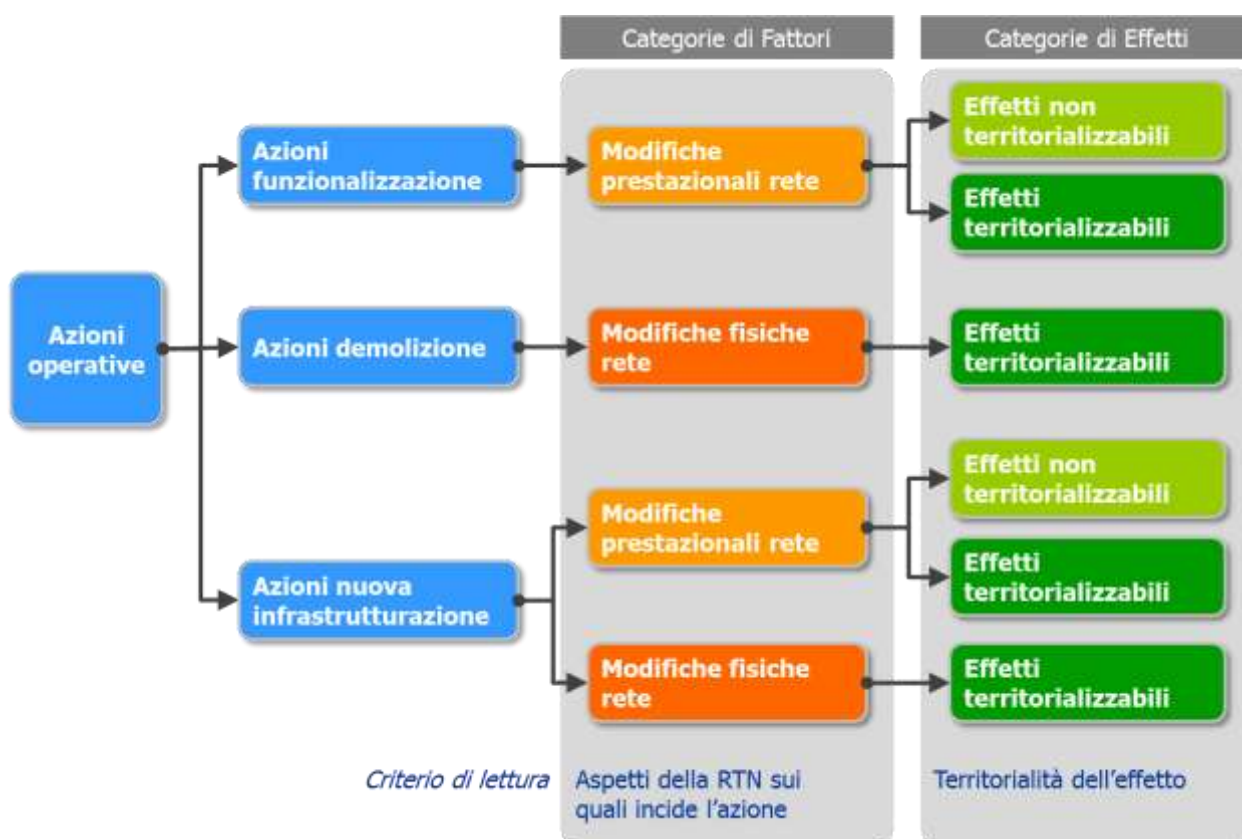 Categorie di Fattori
Categorie di Effetti
Azioni
operative
Azioni
funzionalizzazione
Modifiche
prestazionali rete
Effetti non
territorializzabili
Effetti
territorializzabili
Azioni demolizione
Modifiche fisiche
rete
Effetti
territorializzabili
Azioni nuova
infrastrutturazione
Modifiche
prestazionali rete
Effetti non
territorializzabili
Effetti
territorializzabili
Modifiche fisiche
rete
Effetti
territorializzabili
Criterio di lettura
Aspetti della RTN sui
quali incide l'azione
Territorialità dell'effetto